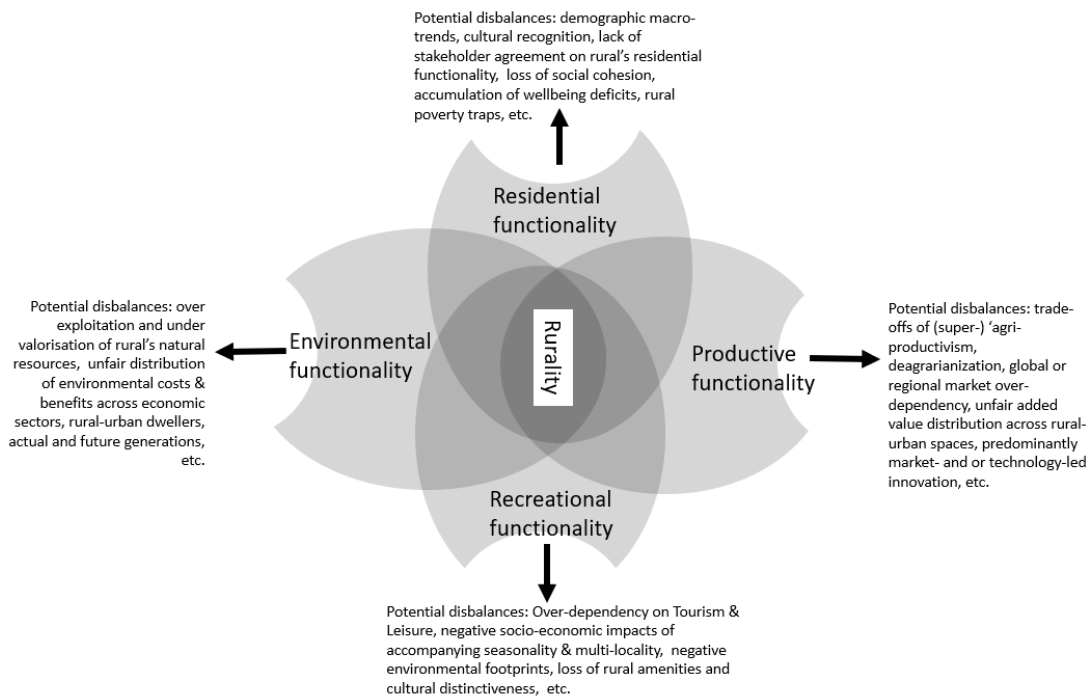 Potential disbalances: demographic macro-
trends, cultural recognition, lack of
stakeholder agreement on rural’s residential
functionality,  loss of social cohesion,
accumulation of wellbeing deficits, rural
poverty traps, etc.
Residential
functionality
Potential disbalances: over
exploitation and under
valorisation of rural’s natural
resources,  unfair distribution
of environmental costs &
benefits across economic
sectors, rural-urban dwellers,
actual and future generations,
etc.
Environmental
functionality
Rurality
Productive
functionality
Potential disbalances: trade-
offs of (super-) ‘agri-
productivism,
deagrarianization, global or
regional market over-
dependency, unfair added
value distribution across rural-
urban spaces, predominantly
market- and or technology-led
innovation, etc.
Recreational
functionality
Potential disbalances: Over-dependency on Tourism &
Leisure, negative socio-economic impacts of
accompanying seasonality & multi-locality,  negative
environmental footprints, loss of rural amenities and
cultural distinctiveness,  etc.